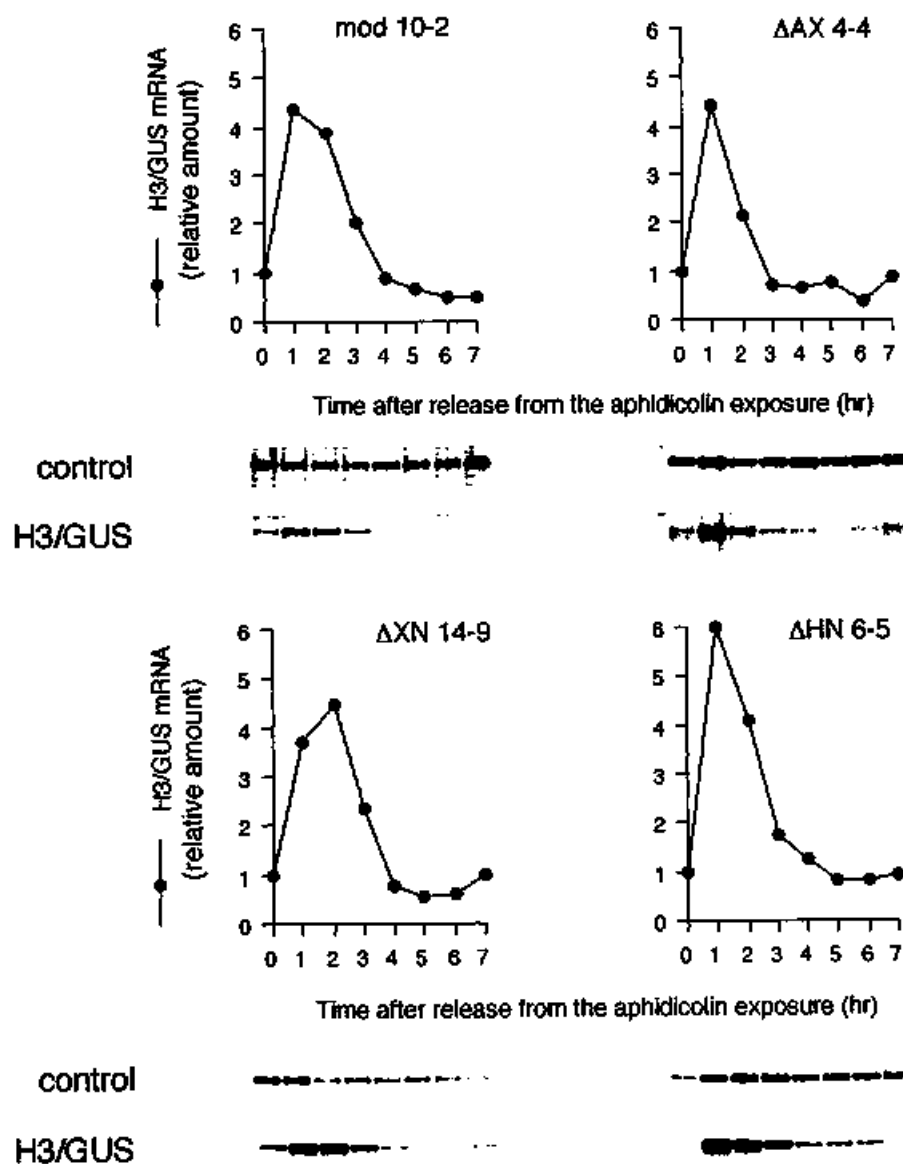 mod 10-2
ΔAX 4-4
H3/GUS mRNA
(relative amount)
6
5
4
3
2
1
0
0 1 2 3 4 5 6 7
6
5
4
3
2
1
0
0 1 2 3 4 5 6 7
Time after release from the aphidicolin exposure (hr)
control
H3/GUS
ΔXN 14-9
ΔHN 6-5
H3/GUS mRNA
(relative amount)
6
5
4
3
2
1
0
0 1 2 3 4 5 6 7
6
5
4
3
2
1
0
0 1 2 3 4 5 6 7
Time after release from the aphidicolin exposure (hr)
control
H3/GUS